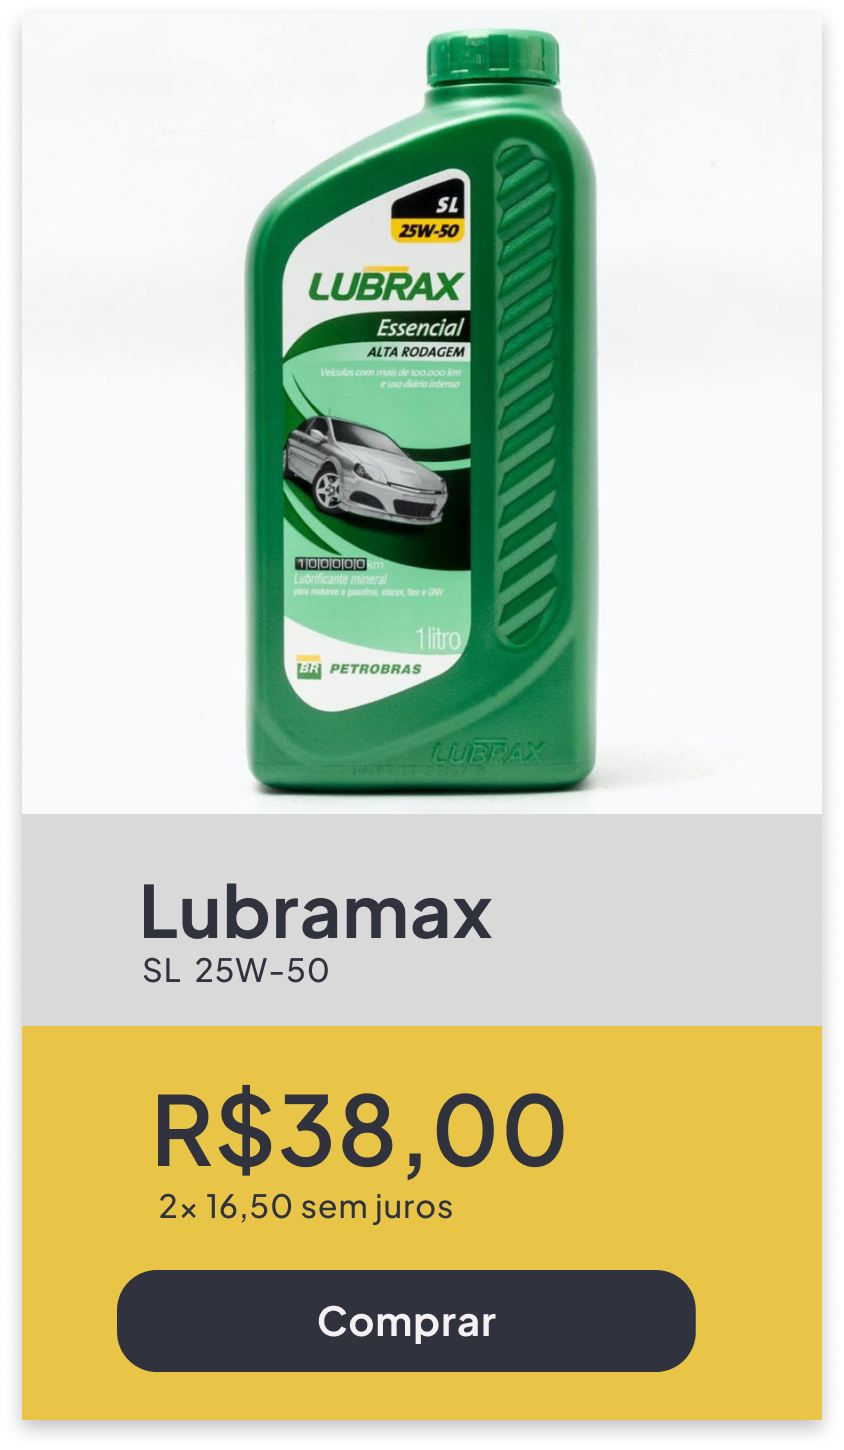 SL
25W-50
LUBRAX
Essencial
ALTA RODAGEM
Veículos com mais de 100.000 km
e uso diário intenso
100000km
Lubrificante mineral
para motores a gasolina, etanol, flex e GNV
1 litro
BR PETROBRAS
LUBRAX
Lubramax
SL 25W-50
R$38,00
2x 16,50 sem juros
Comprar